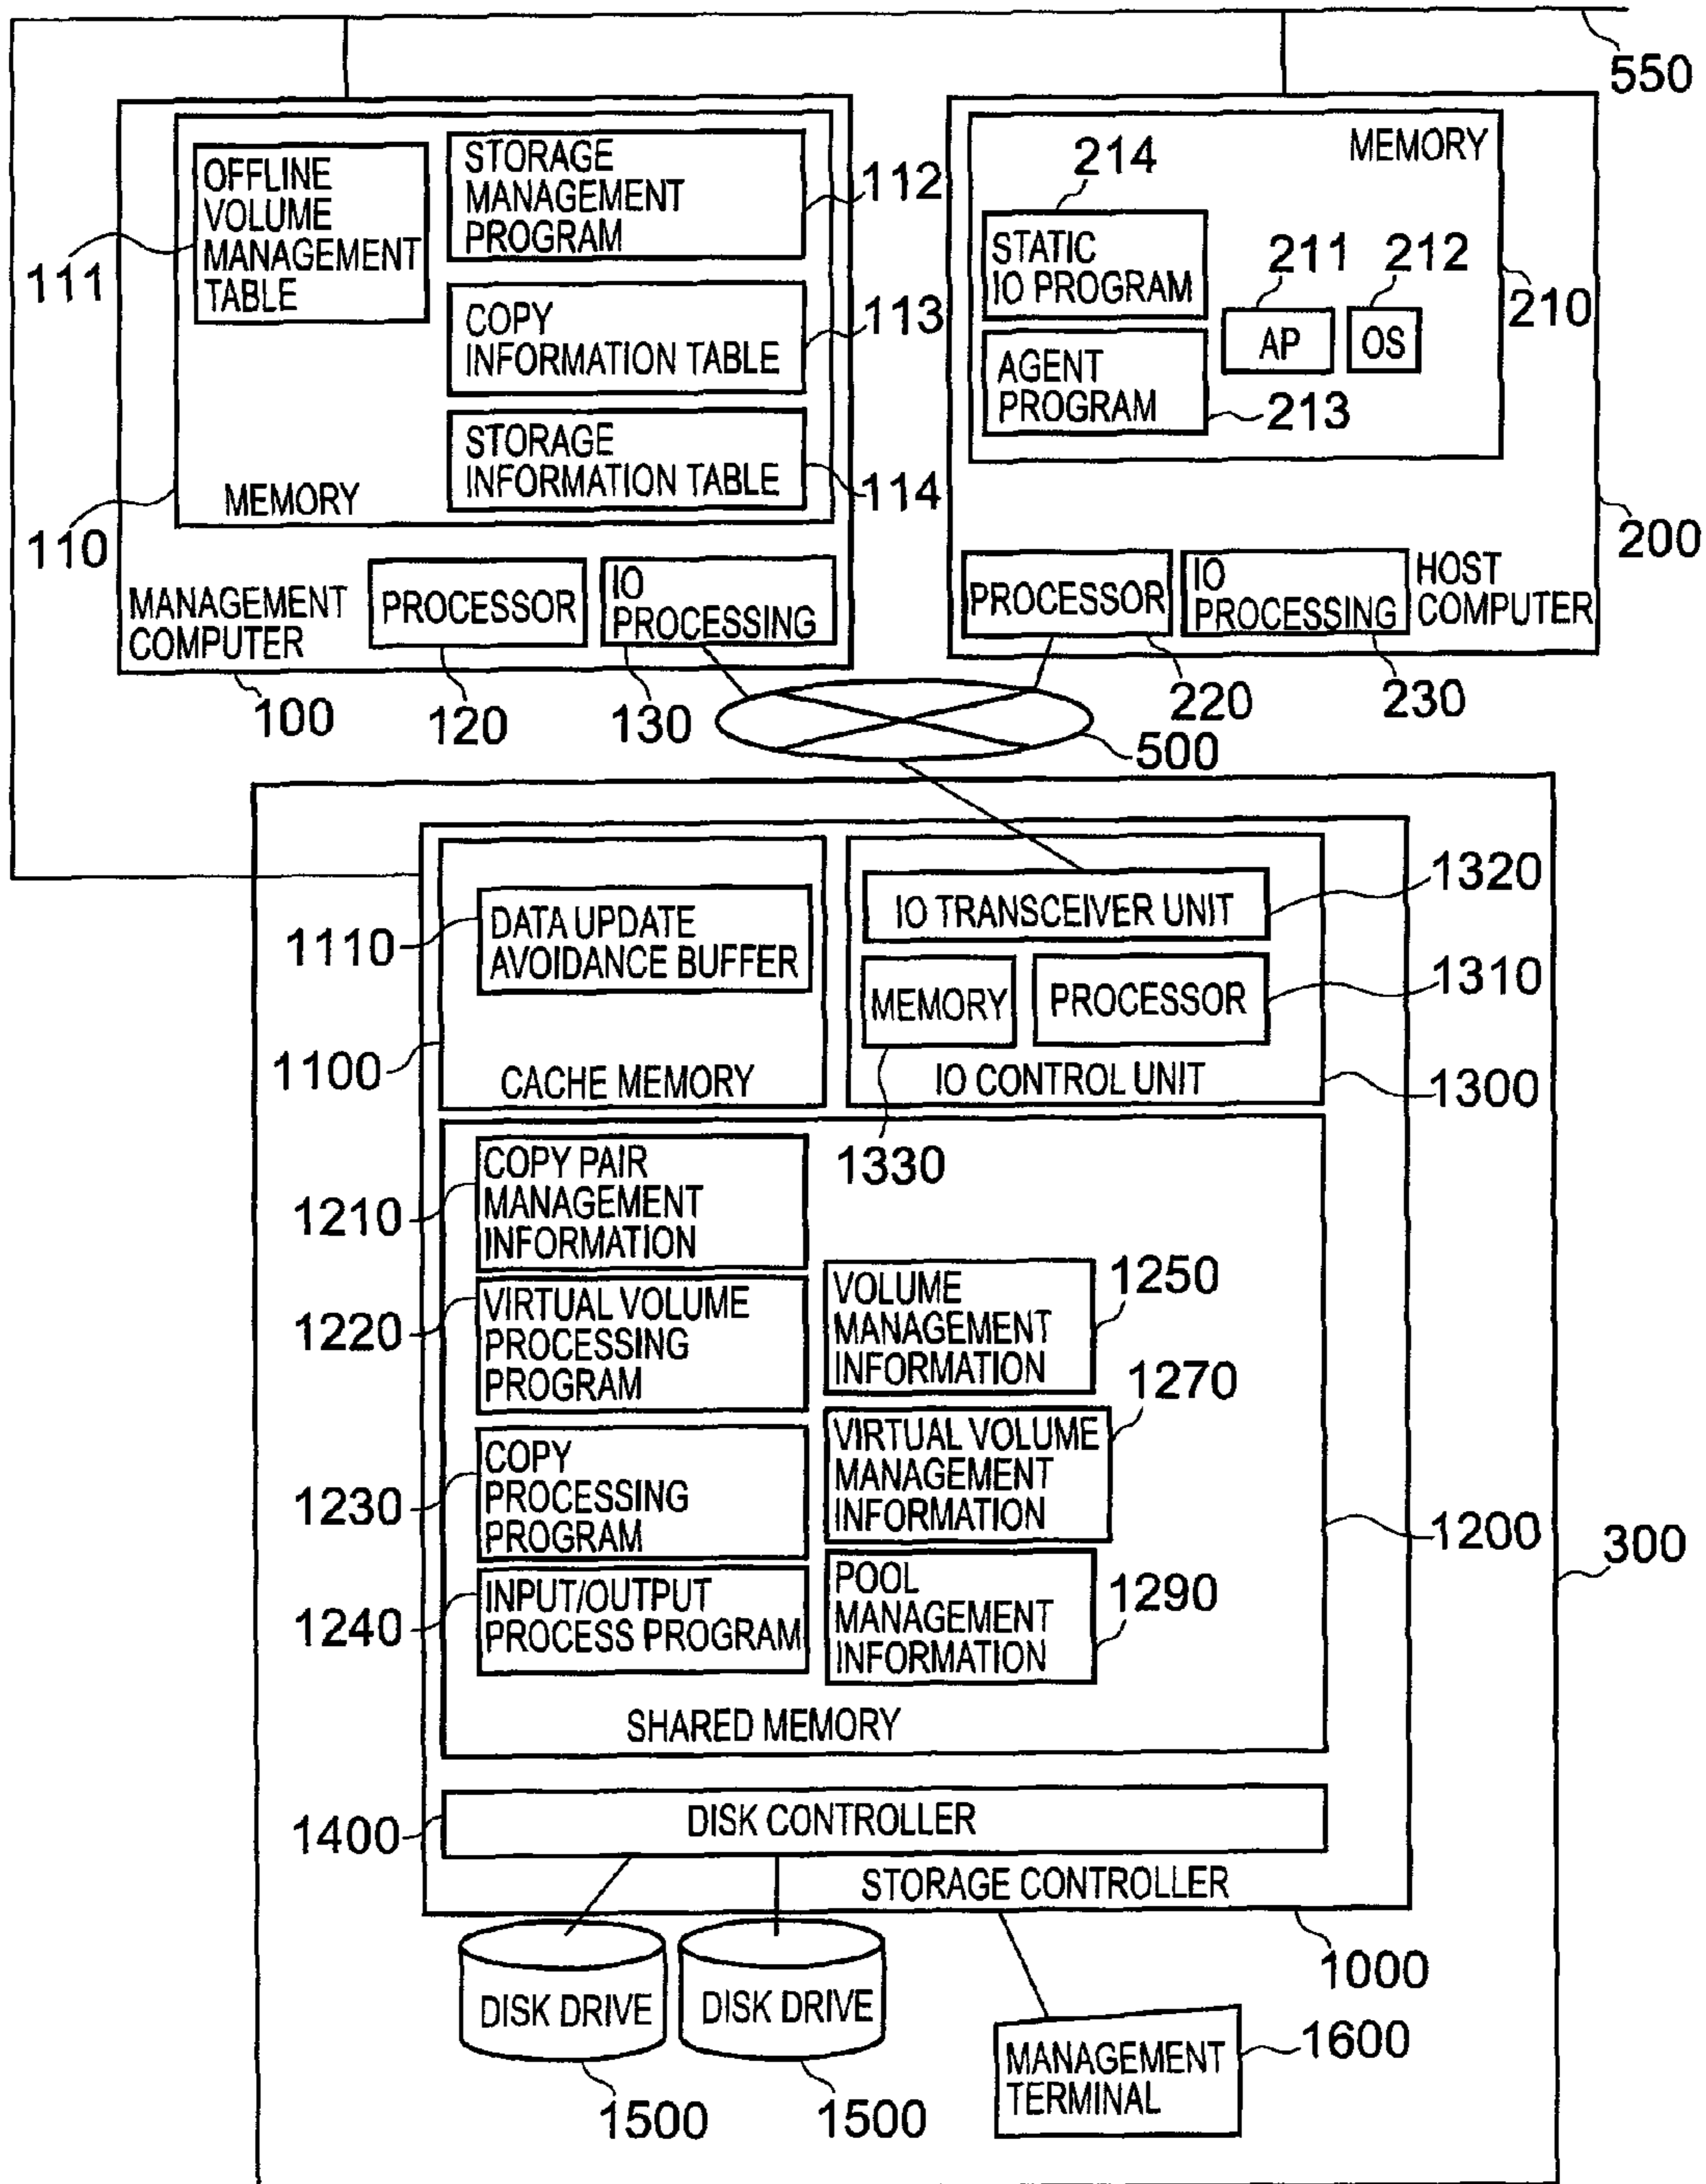 550
OFFLINE
VOLUME
MANAGEMENT
TABLE
111
STORAGE
MANAGEMENT
PROGRAM
112
COPY
INFORMATION TABLE
113
STORAGE
INFORMATION TABLE
114
MEMORY
110
MANAGEMENT
COMPUTER
100
PROCESSOR
120
IO
PROCESSING
130
MEMORY
214
STATIC
IO PROGRAM
211
AP
212
OS
210
AGENT
PROGRAM
213
200
PROCESSOR
220
IO
PROCESSING
230
HOST
COMPUTER
500
DATA UPDATE
AVOIDANCE BUFFER
1110
CACHE MEMORY
1100
IO TRANSCEIVER UNIT
1320
MEMORY
1330
PROCESSOR
1310
IO CONTROL UNIT
1300
COPY PAIR
MANAGEMENT
INFORMATION
1210
VIRTUAL VOLUME
PROCESSING
PROGRAM
1220
COPY
PROCESSING
PROGRAM
1230
INPUT/OUTPUT
PROCESS PROGRAM
1240
VOLUME
MANAGEMENT
INFORMATION
1250
VIRTUAL VOLUME
MANAGEMENT
INFORMATION
1270
POOL
MANAGEMENT
INFORMATION
1290
SHARED MEMORY
1200
300
DISK CONTROLLER
1400
STORAGE CONTROLLER
1000
DISK DRIVE
1500
DISK DRIVE
1500
MANAGEMENT
TERMINAL
1600